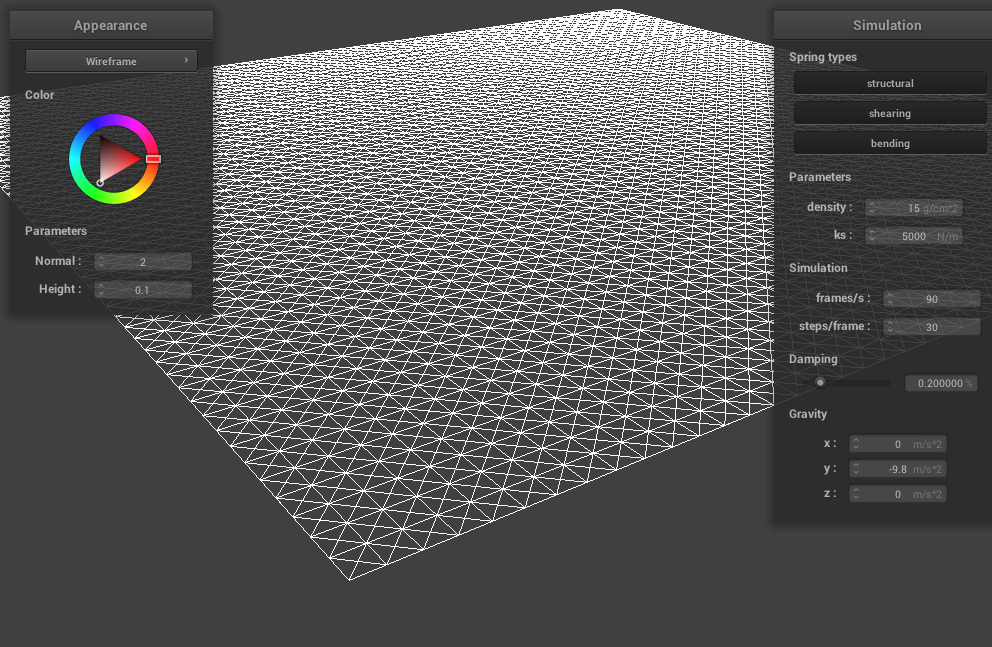 Appearance
Wireframe ›
Color
Parameters
Normal : 2
Height : 0.1
Simulation
Spring types
structural
shearing
bending
Parameters
density : 15 g/cm^2
ks : 5000 N/m
Simulation
frames/s : 90
steps/frame : 30
Damping
0.200000 %
Gravity
x : 0 m/s^2
y : -9.8 m/s^2
z : 0 m/s^2